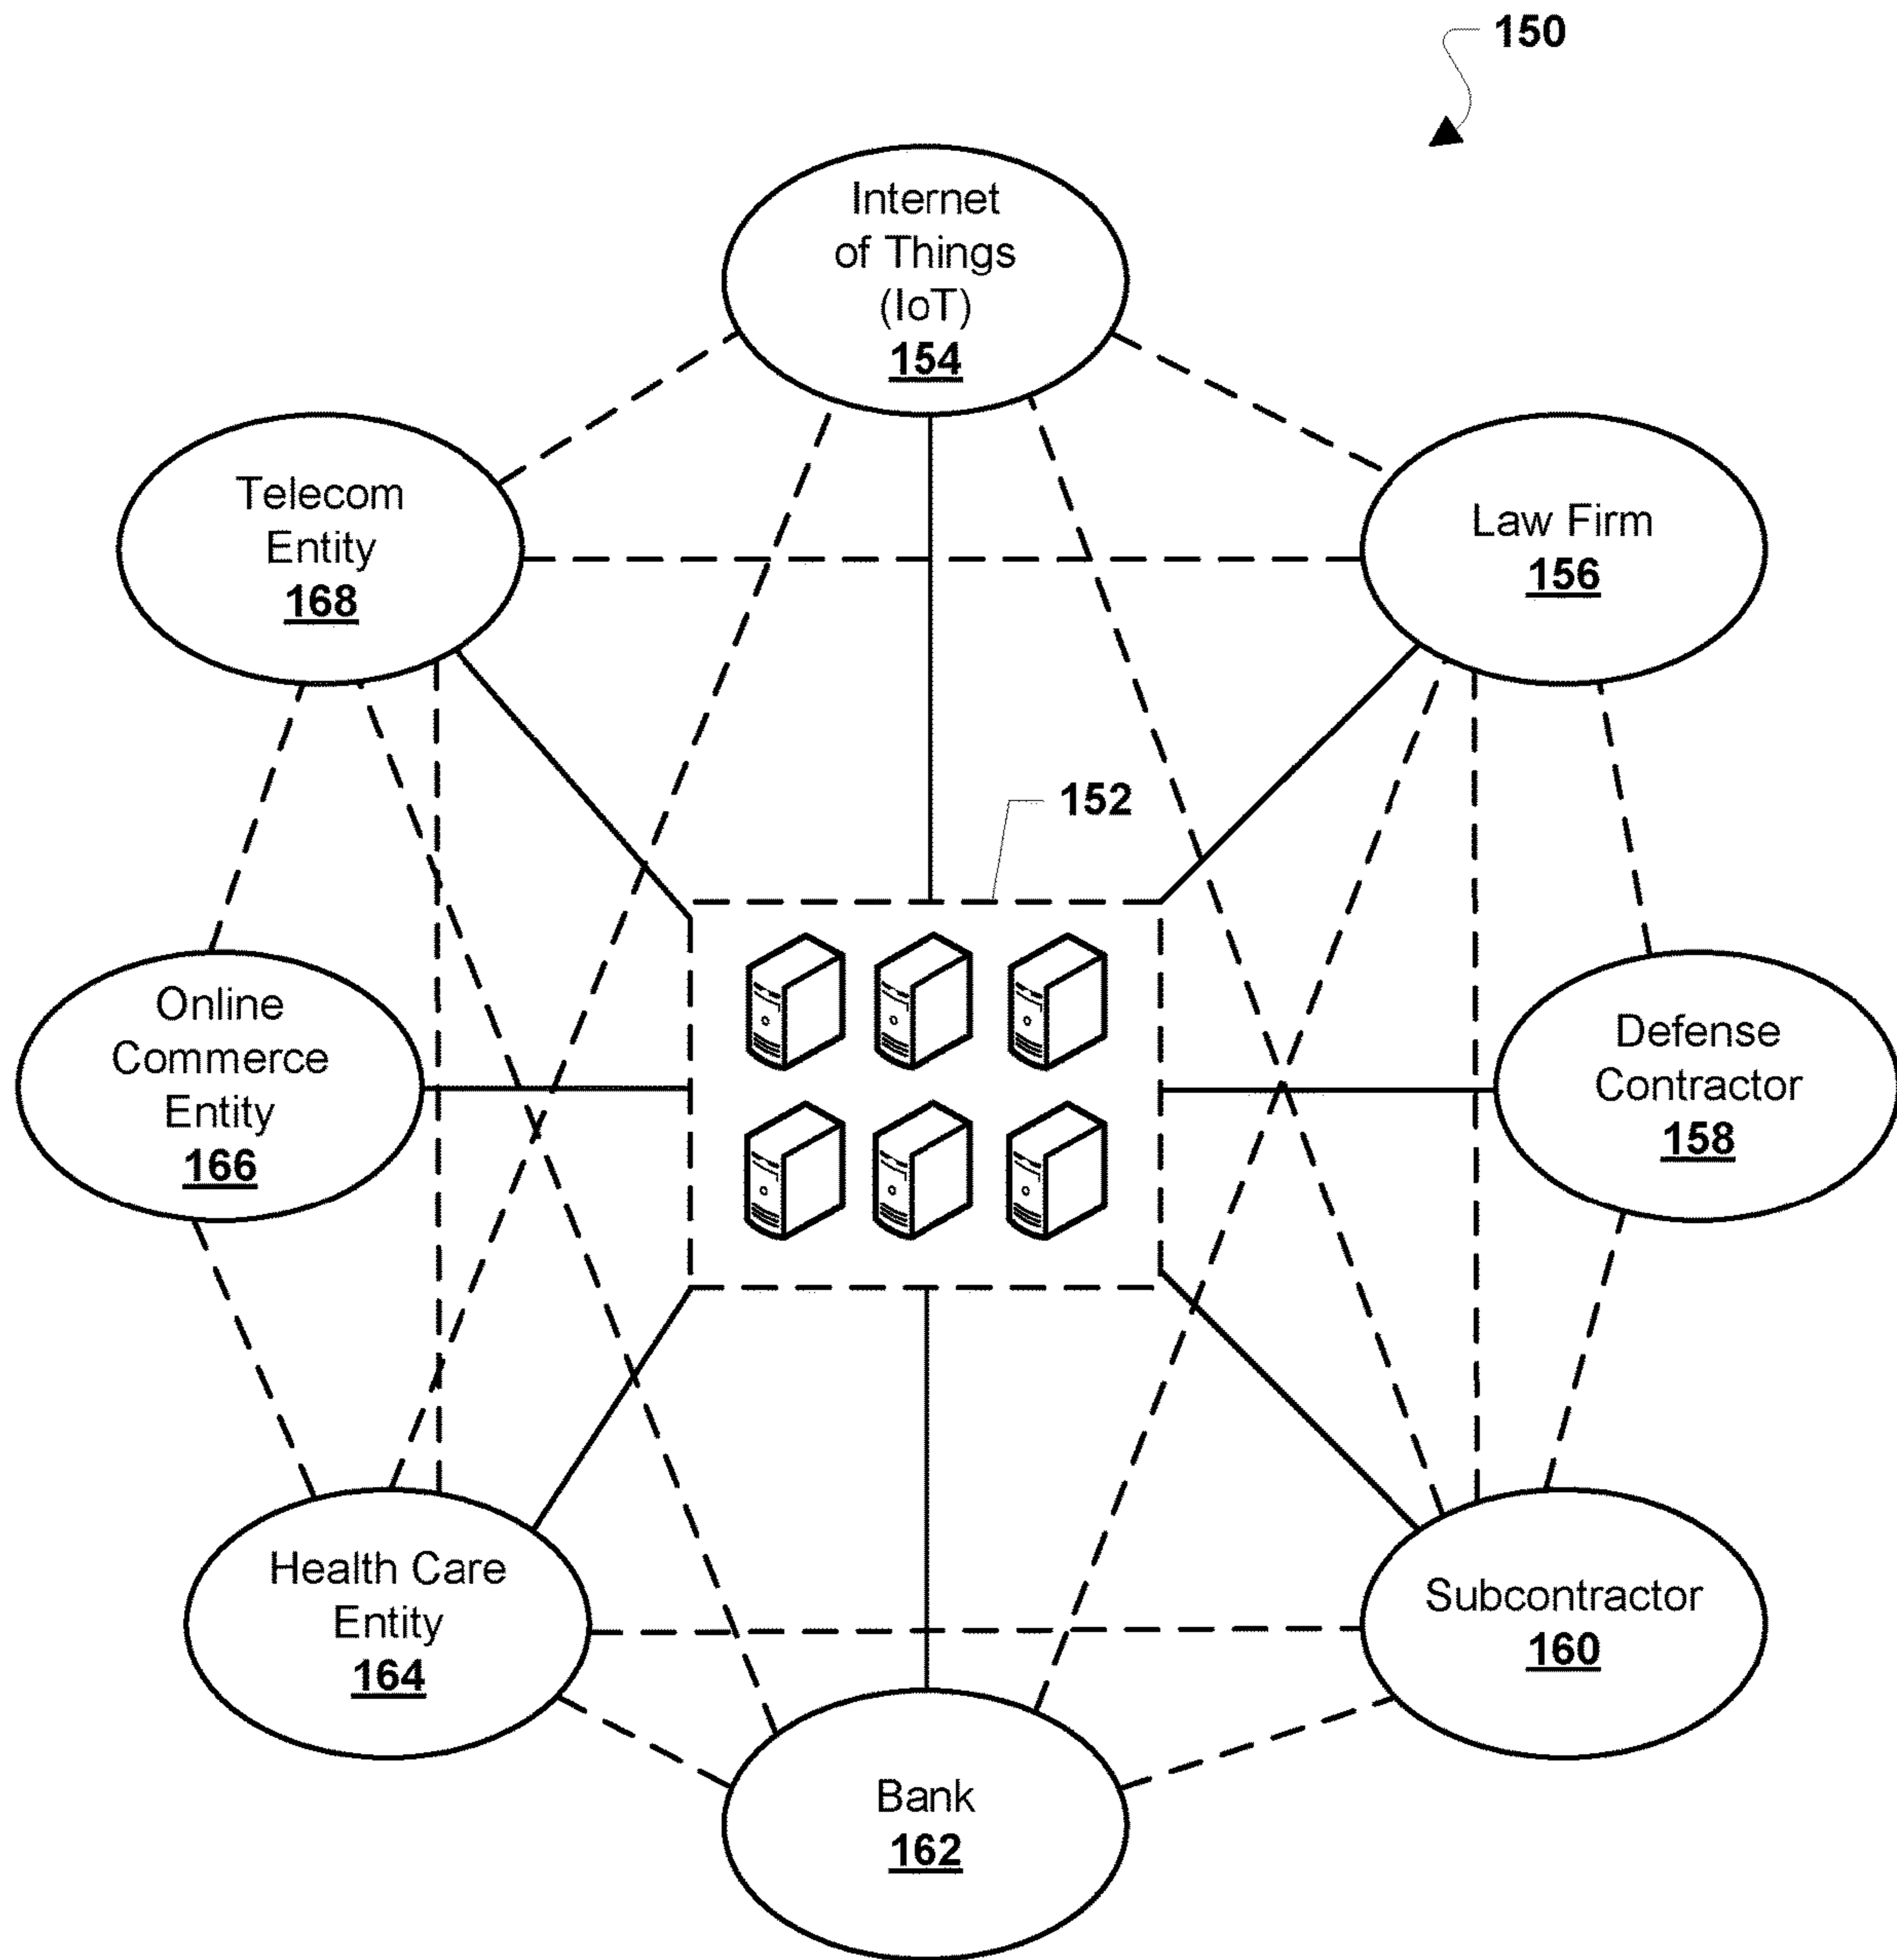 150
Internet
of Things
(IoT)
154
Telecom
Entity
168
Law Firm
156
152
Online
Commerce
Entity
166
Defense
Contractor
158
Health Care
Entity
164
Subcontractor
160
Bank
162